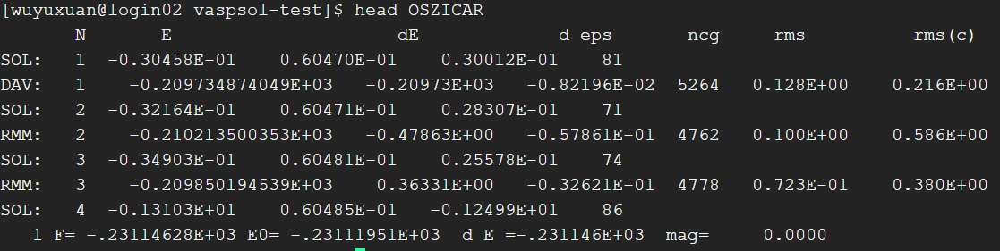 [wuyuxuan@login02 vaspsol-test]$ head OSZICAR
N E dE d eps ncg rms rms(c)
SOL: 1 -0.30458E-01 0.60470E-01 0.30012E-01 81
DAV: 1 -0.209734874049E+03 -0.20973E+03 -0.82196E-02 5264 0.128E+00 0.216E+00
SOL: 2 -0.32164E-01 0.60471E-01 0.28307E-01 71
RMM: 2 -0.210213500353E+03 -0.47863E+00 -0.57861E-01 4762 0.100E+00 0.586E+00
SOL: 3 -0.34903E-01 0.60481E-01 0.25578E-01 74
RMM: 3 -0.209850194539E+03 0.36331E+00 -0.32621E-01 4778 0.723E-01 0.380E+00
SOL: 4 -0.13103E+01 0.60485E-01 -0.12499E+01 86
1 F= -.23114628E+03 E0= -.23111951E+03 d E =-.231146E+03 mag= 0.0000